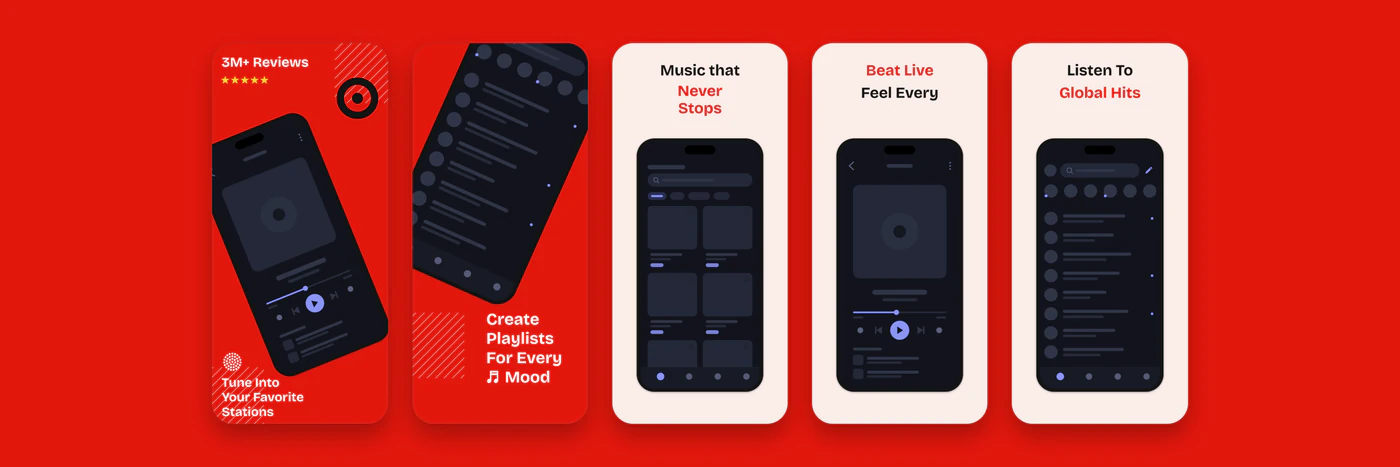 3M+ Reviews
Tune Into
Your Favorite
Stations
Create
Playlists
For Every
Mood
Music that
Never
Stops
Beat Live
Feel Every
Listen To
Global Hits